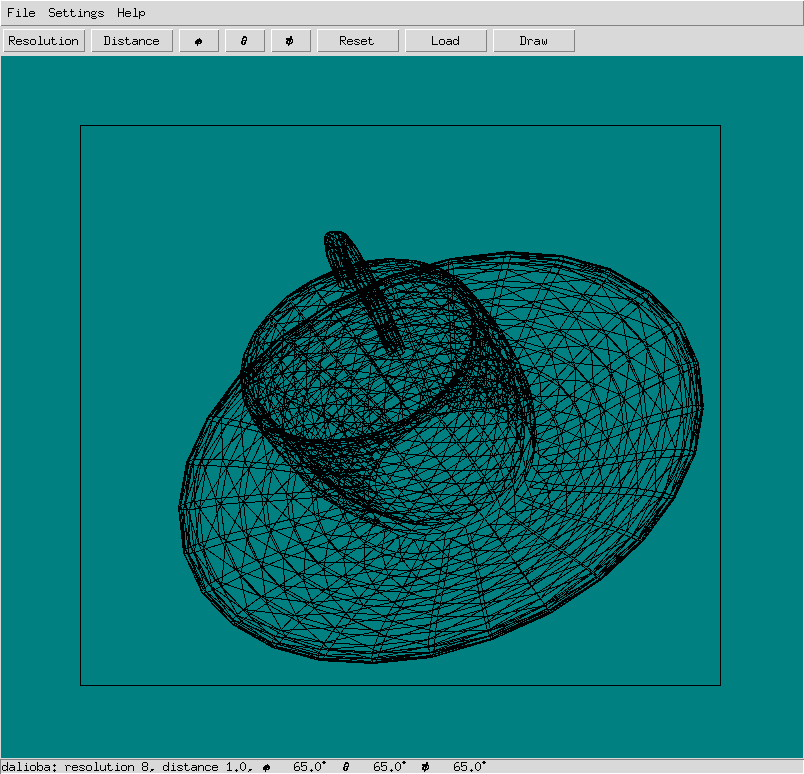 File Settings Help
Resolution Distance φ θ ψ Reset Load Draw
dalioba: resolution 8, distance 1.0, φ 65.0° θ 65.0° ψ 65.0°